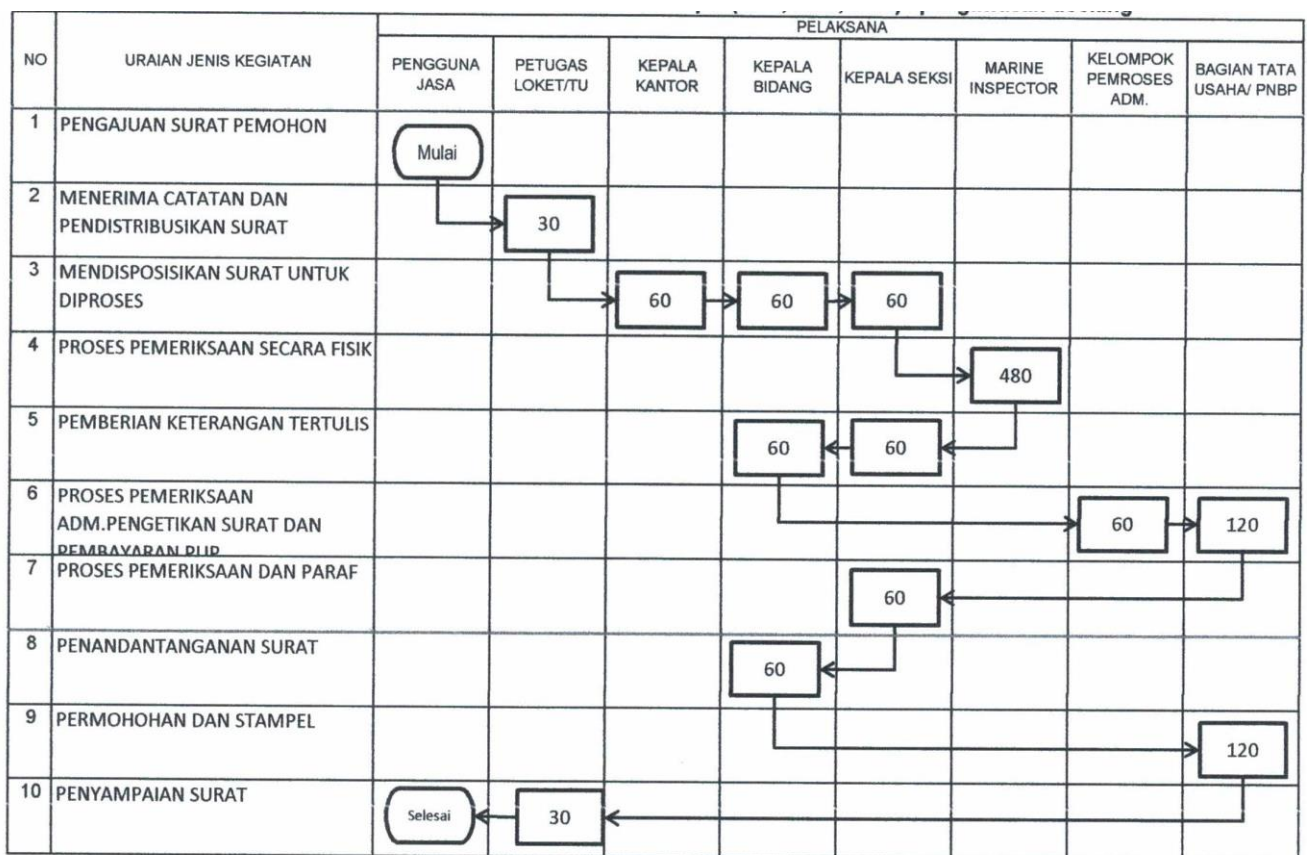 PELAKSANA
NO
URAIAN JENIS KEGIATAN
PENGGUNA
JASA
PETUGAS
LOKET/TU
KEPALA
KANTOR
KEPALA
BIDANG
KEPALA SEKSI
MARINE
INSPECTOR
KELOMPOK
PEMROSES
ADM.
BAGIAN TATA
USAHA/ PNBP
1 PENGAJUAN SURAT PEMOHON
Mulai
2 MENERIMA CATATAN DAN
PENDISTRIBUSIKAN SURAT
30
3 MENDISPOSISIKAN SURAT UNTUK
DIPROSES
60 60 60
4 PROSES PEMERIKSAAN SECARA FISIK
480
5 PEMBERIAN KETERANGAN TERTULIS
60 60
6 PROSES PEMERIKSAAN
ADM.PENGETIKAN SURAT DAN
PEMBAYARAN PUP
60 120
7 PROSES PEMERIKSAAN DAN PARAF
60
8 PENANDANTANGANAN SURAT
60
9 PERMOHOHAN DAN STAMPEL
120
10 PENYAMPAIAN SURAT
Selesai 30